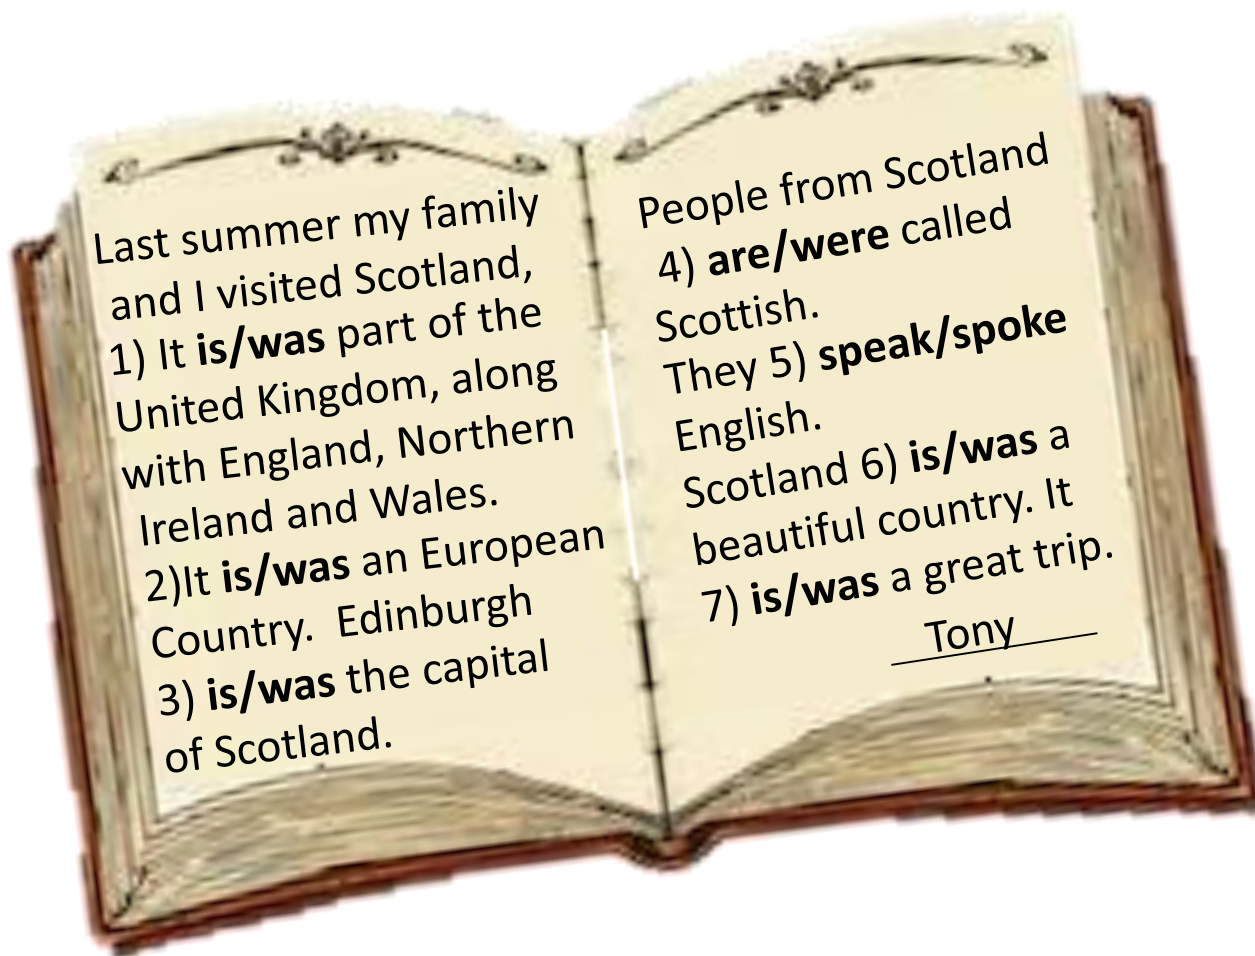 Last summer my family
and I visited Scotland,
1) It is/was part of the
United Kingdom, along
with England, Northern
Ireland and Wales.
2)It is/was an European
Country. Edinburgh
3) is/was the capital
of Scotland.
People from Scotland
4) are/were called
Scottish.
They 5) speak/spoke
English.
Scotland 6) is/was a
beautiful country. It
7) is/was a great trip.
Tony